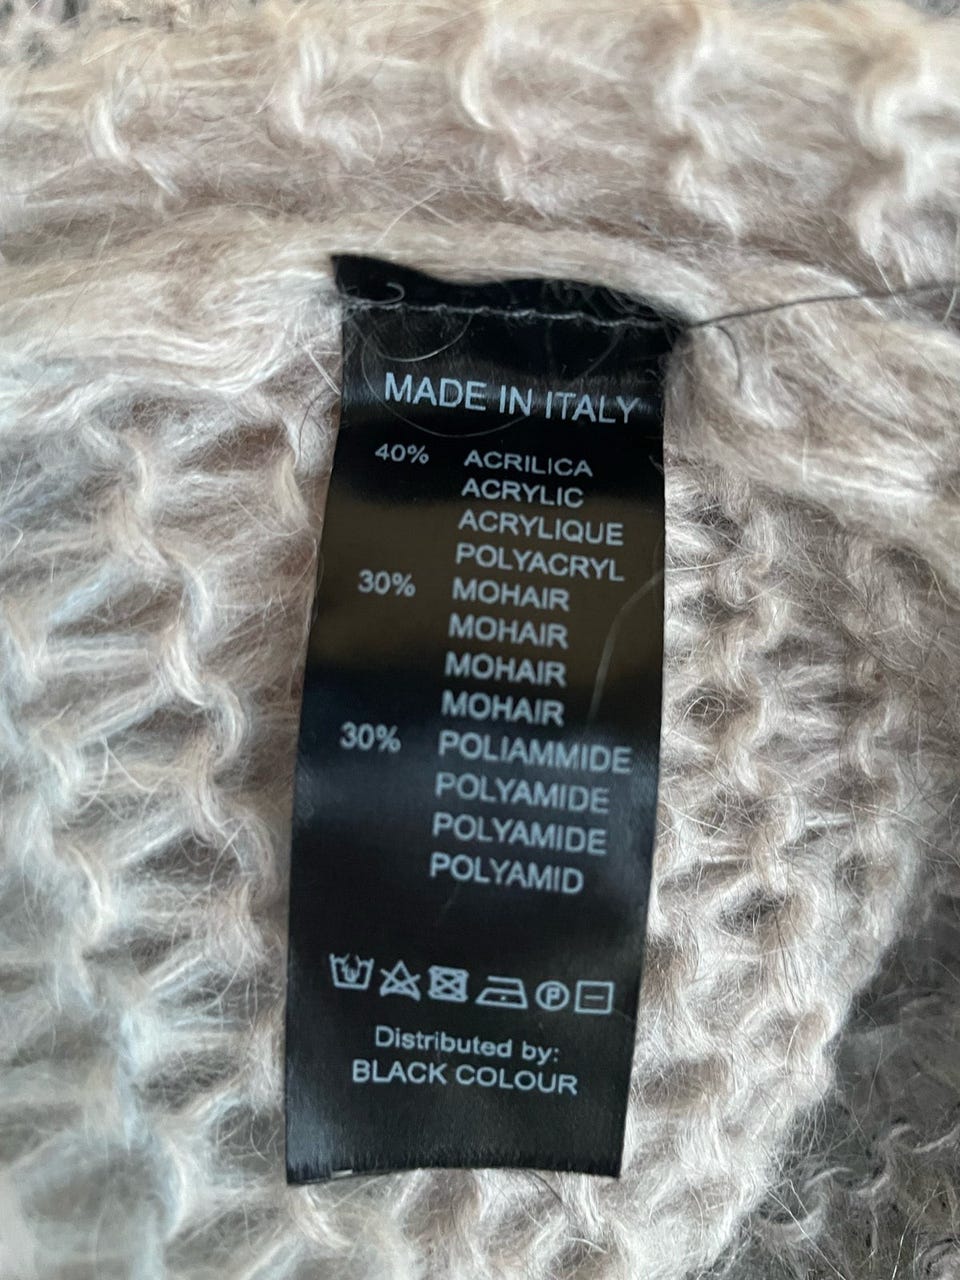 MADE IN ITALY
40% ACRILICA
ACRYLIC
ACRYLIQUE
POLYACRYL
30% MOHAIR
MOHAIR
MOHAIR
MOHAIR
30% POLIAMMIDE
POLYAMIDE
POLYAMIDE
POLYAMID
P
Distributed by:
BLACK COLOUR